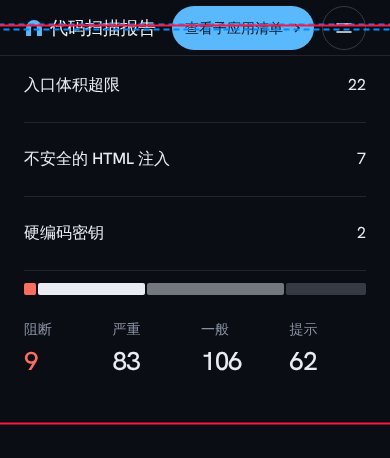 代码扫描报告 查看子应用清单
入口体积超限 22
不安全的 HTML 注入 7
硬编码密钥 2
阻断 严重 一般 提示
9 83 106 62